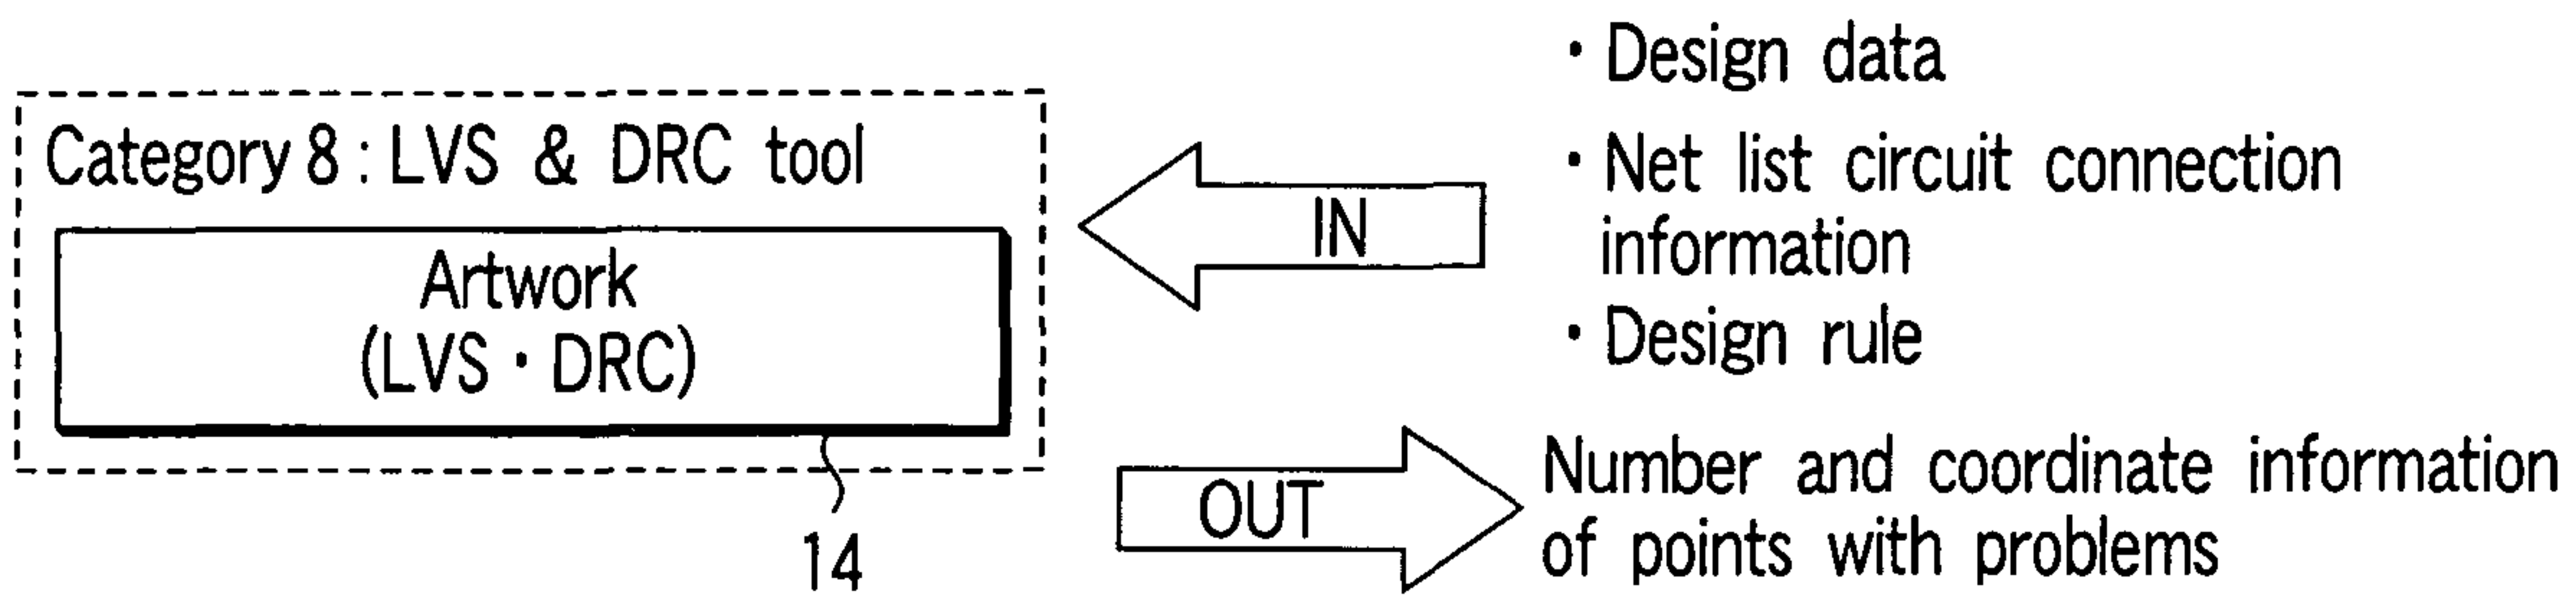 Category 8 : LVS & DRC tool
Artwork
(LVS・DRC)
14
IN
・Design data
・Net list circuit connection
information
・Design rule
OUT
Number and coordinate information
of points with problems